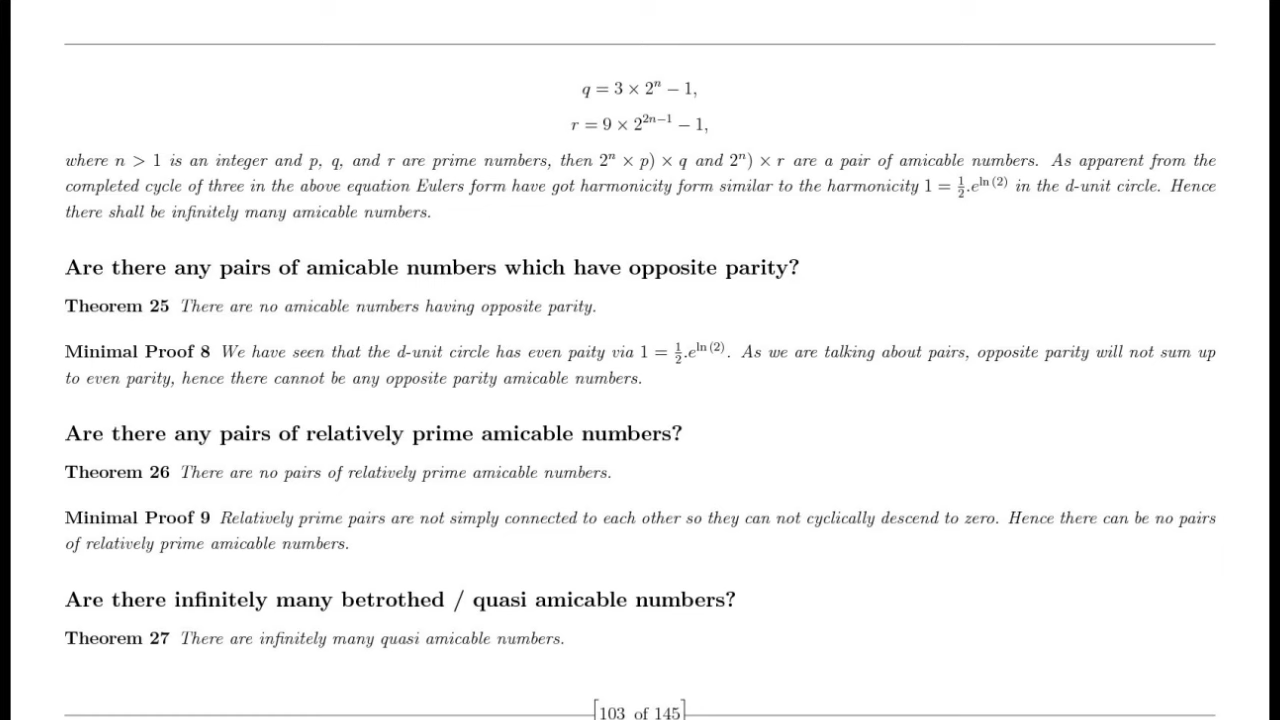 q = 3 × 2ⁿ − 1,
r = 9 × 2²ⁿ⁻¹ − 1,
where n > 1 is an integer and p, q, and r are prime numbers, then 2ⁿ × p) × q and 2ⁿ) × r are a pair of amicable numbers. As apparent from the
completed cycle of three in the above equation Eulers form have got harmonicity form similar to the harmonicity 1 = ½.e^ln (2) in the d-unit circle. Hence
there shall be infinitely many amicable numbers.
Are there any pairs of amicable numbers which have opposite parity?
Theorem 25 There are no amicable numbers having opposite parity.
Minimal Proof 8 We have seen that the d-unit circle has even paity via 1 = ½.e^ln (2). As we are talking about pairs, opposite parity will not sum up
to even parity, hence there cannot be any opposite parity amicable numbers.
Are there any pairs of relatively prime amicable numbers?
Theorem 26 There are no pairs of relatively prime amicable numbers.
Minimal Proof 9 Relatively prime pairs are not simply connected to each other so they can not cyclically descend to zero. Hence there can be no pairs
of relatively prime amicable numbers.
Are there infinitely many betrothed / quasi amicable numbers?
Theorem 27 There are infinitely many quasi amicable numbers.
[103 of 145]